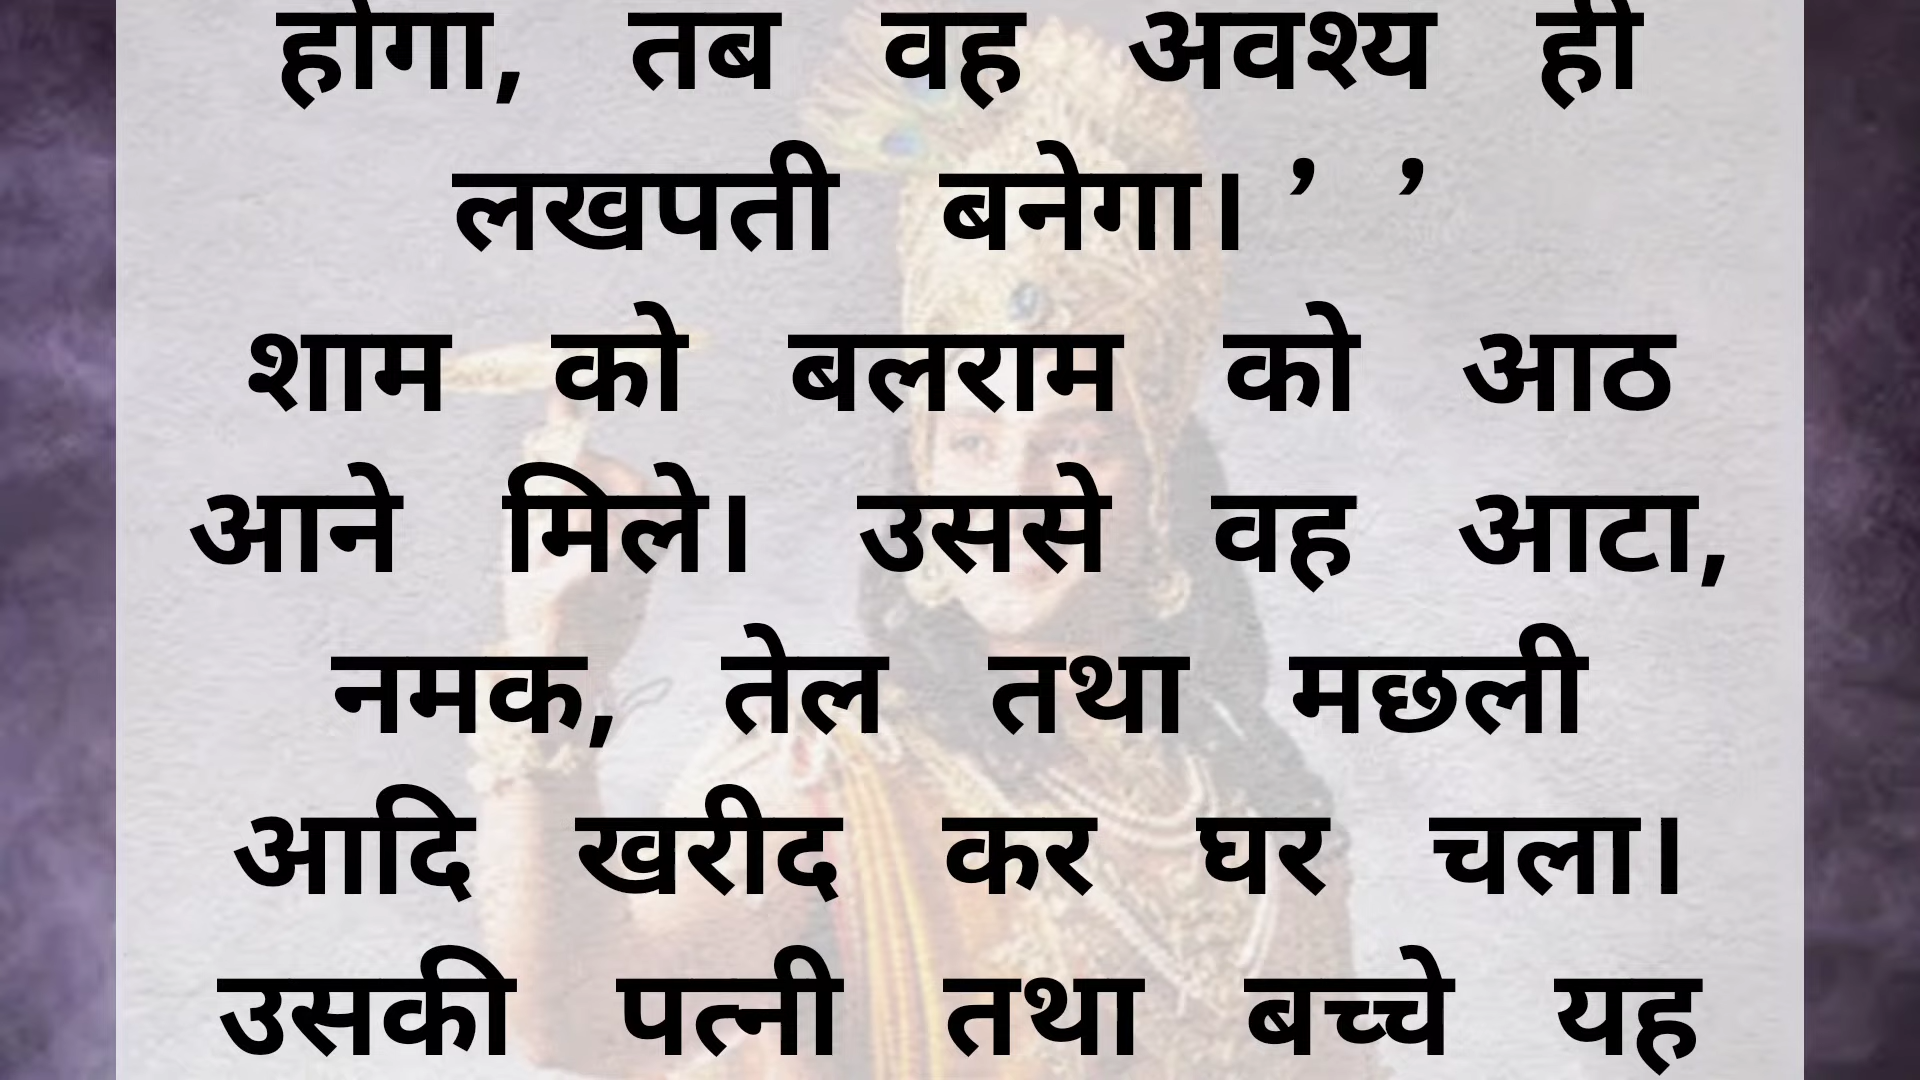 होगा, तब वह अवश्य ही
लखपती बनेगा। ’ ’
शाम को बलराम को आठ
आने मिले। उससे वह आटा,
नमक, तेल तथा मछली
आदि खरीद कर घर चला।
उसकी पत्नी तथा बच्चे यह